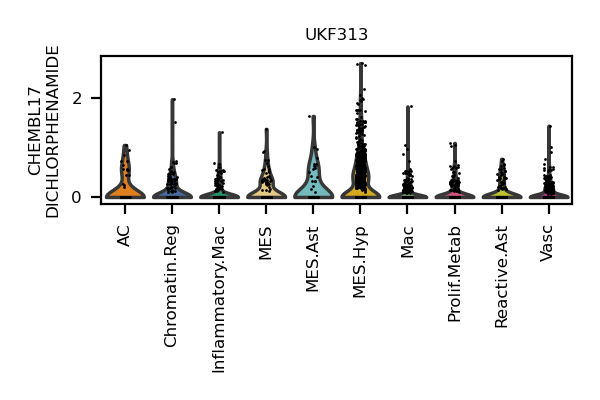 UKF313
CHEMBL17
DICHLORPHENAMIDE
2
0
AC
Chromatin.Reg
Inflammatory.Mac
MES
MES.Ast
MES.Hyp
Mac
Prolif.Metab
Reactive.Ast
Vasc